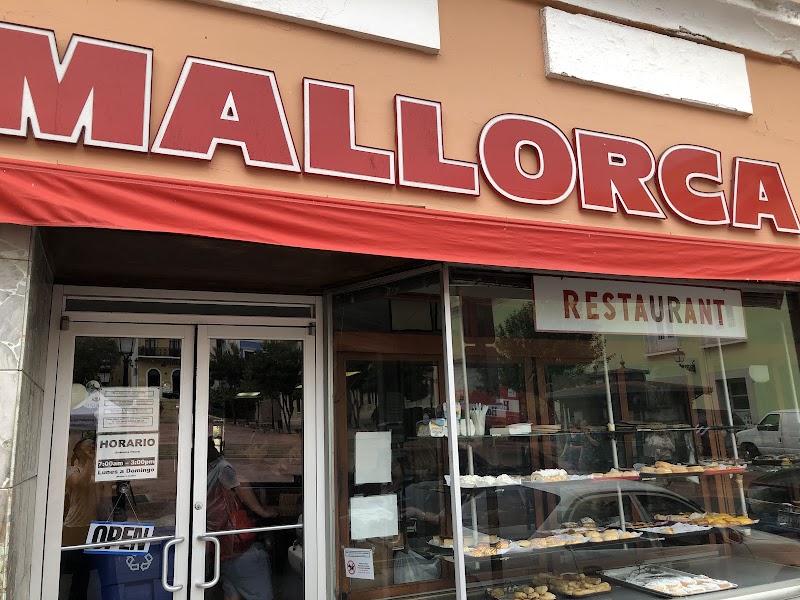 MALLORCA
RESTAURANT
HORARIO
7:00am - 3:00pm
Lunes a Domingo
OPEN